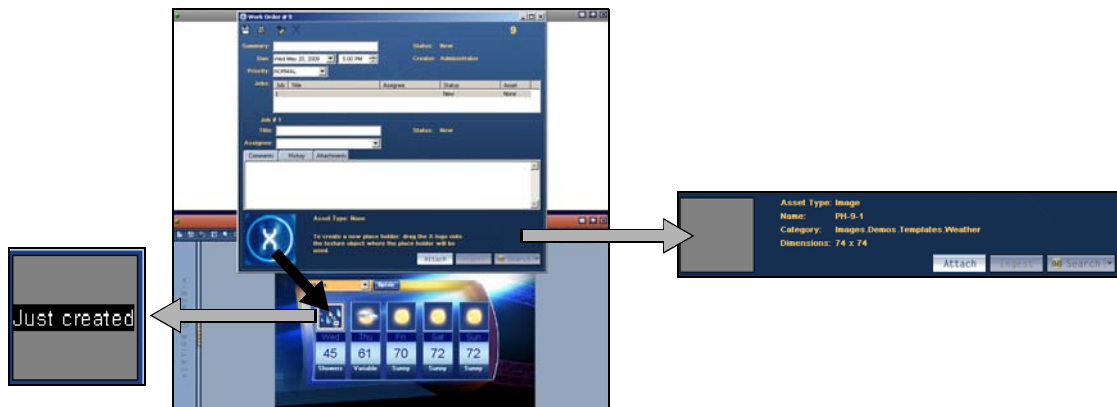 Work Order # 9
9
Summary: Status: New
Due: Wed May 20, 2009 5:00 PM Creator: Administrator
Priority: NORMAL
Jobs: Job Title Assignee Status Asset
1 New None
Job # 1
Title: Status: New
Assignee:
Comments History Attachments
Asset Type: None
To create a new place holder: drag the X-logo onto
the texture object where the place holder will be
used.
Attach Ingest Search
Just created
Update
Wed Thu Fri Sat Sun
45 61 70 72 72
Showers Variable Sunny Sunny Sunny
Asset Type: Image
Name: PH-9-1
Category: Images.Demos.Templates.Weather
Dimensions: 74 x 74
Attach Ingest Search